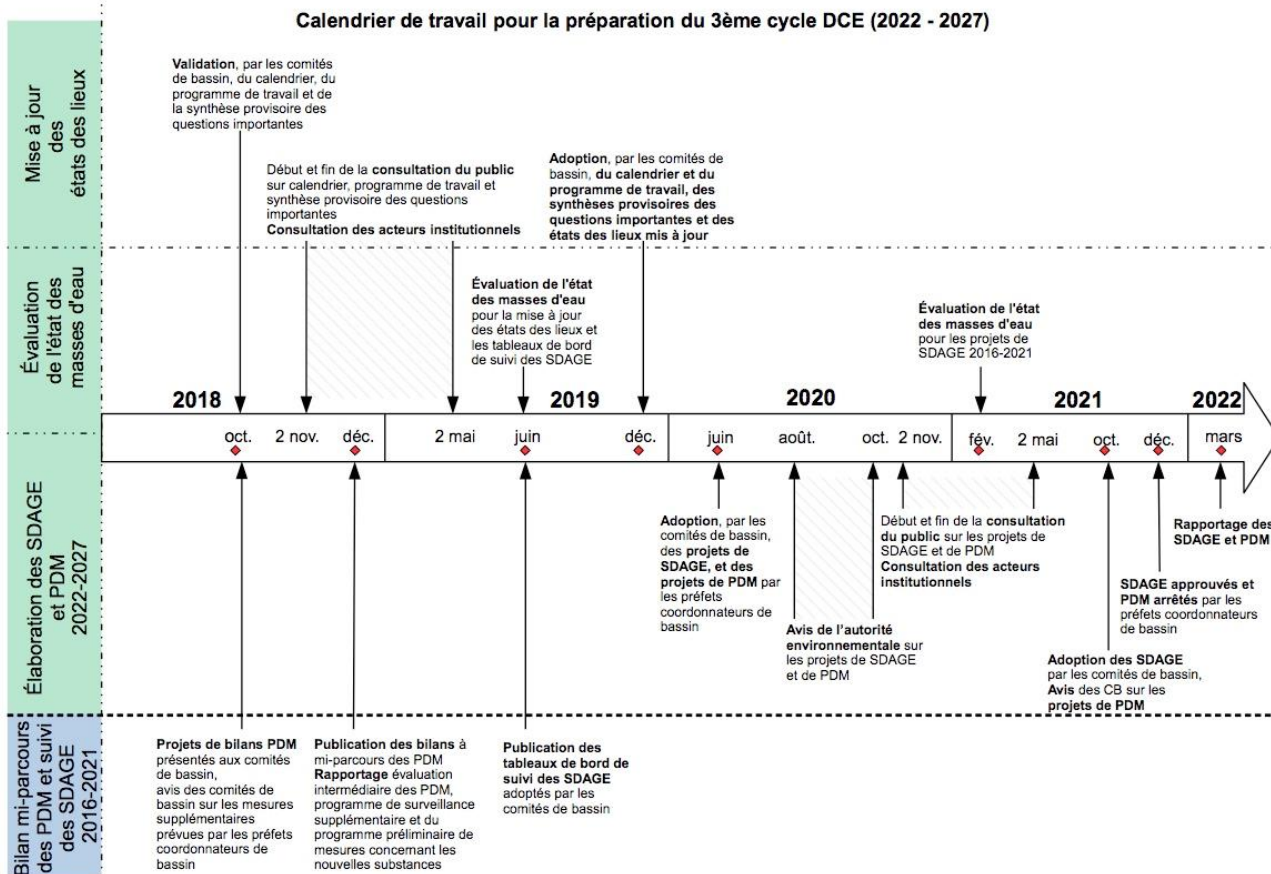 Calendrier de travail pour la préparation du 3ème cycle DCE (2022 - 2027)
Mise à jour
des
états des lieux
Validation, par les comités
de bassin, du calendrier, du
programme de travail et de
la synthèse provisoire des
questions importantes
Début et fin de la consultation du public
sur calendrier, programme de travail et
synthèse provisoire des questions
importantes
Consultation des acteurs institutionnels
Adoption, par les comités de
bassin, du calendrier et du
programme de travail, des
synthèses provisoires des
questions importantes et des
états des lieux mis à jour
Évaluation
de l'état des
masses d'eau
Évaluation de l'état
des masses d'eau
pour la mise à jour
des états des lieux et
les tableaux de bord
de suivi des SDAGE
Évaluation de l'état
des masses d'eau
pour les projets de
SDAGE 2016-2021
2018
2019
2020
2021
2022
oct.
2 nov.
déc.
2 mai
juin
déc.
juin
août.
oct.
2 nov.
fév.
2 mai
oct.
déc.
mars
Élaboration des SDAGE
et PDM
2022-2027
Adoption, par les
comités de bassin,
des projets de
SDAGE, et des
projets de PDM par
les préfets
coordonnateurs de
bassin
Avis de l'autorité
environnementale sur
les projets de SDAGE
et de PDM
Début et fin de la consultation
du public sur les projets de
SDAGE et de PDM
Consultation des acteurs
institutionnels
Adoption des SDAGE
par les comités de bassin,
Avis des CB sur les
projets de PDM
SDAGE approuvés et
PDM arrêtés par les
préfets coordonnateurs
de bassin
Rapportage des
SDAGE et PDM
Bilan mi-parcours
des PDM et suivi
des SDAGE
2016-2021
Projets de bilans PDM
présentés aux comités
de bassin,
avis des comités de
bassin sur les mesures
supplémentaires
prévues par les préfets
coordonnateurs de
bassin
Publication des bilans à
mi-parcours des PDM
Rapportage évaluation
intermédiaire des PDM,
programme de surveillance
supplémentaire et du
programme préliminaire de
mesures concernant les
nouvelles substances
Publication des
tableaux de bord de
suivi des SDAGE
adoptés par les
comités de bassin